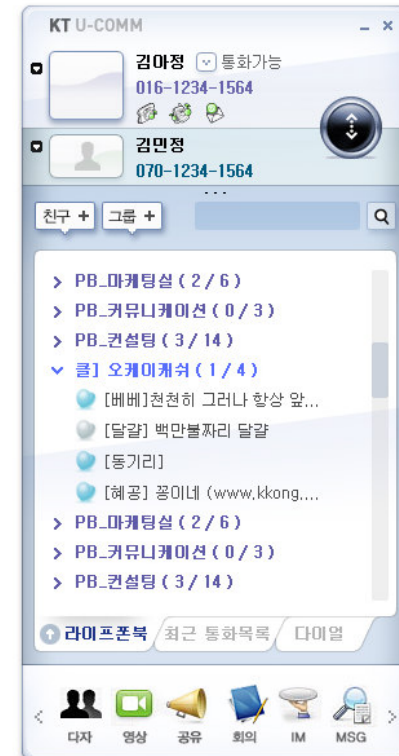 KT U-COMM
김아정 통화가능
016-1234-1564
김민정
070-1234-1564
친구 + 그룹 +
PB_마케팅실 ( 2 / 6 )
PB_커뮤니케이션 ( 0 / 3 )
PB_컨설팅 ( 3 / 14 )
클] 오케이캐쉬 ( 1 / 4 )
[베베]천천히 그러나 항상 앞...
[달걀] 백만불짜리 달걀
[동기리]
[혜공] 꽁이네 (www.kkong....
PB_마케팅실 ( 2 / 6 )
PB_커뮤니케이션 ( 0 / 3 )
PB_컨설팅 ( 3 / 14 )
라이프폰북 최근 통화목록 다이얼
다자 영상 공유 회의 IM MSG